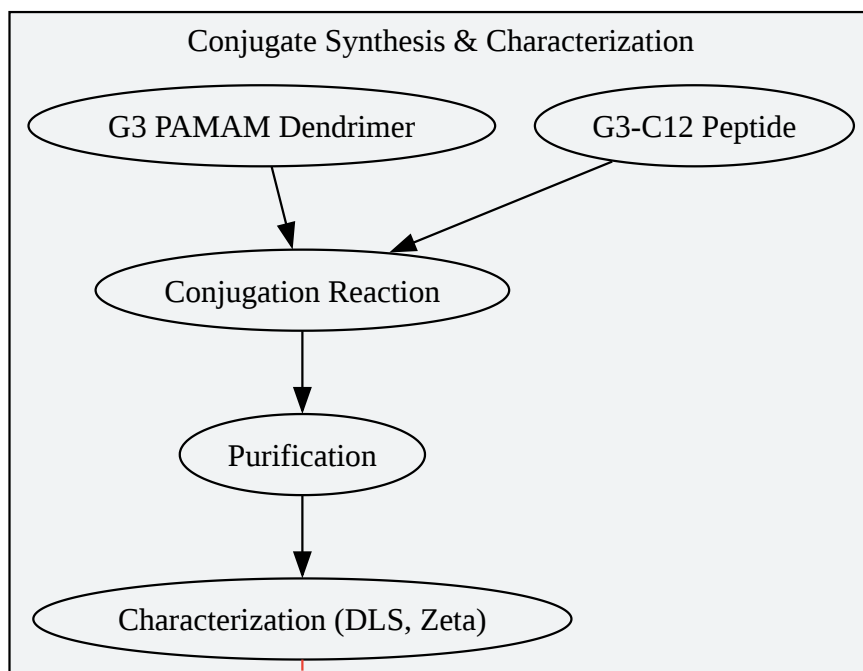 Conjugate Synthesis & Characterization
G3 PAMAM Dendrimer
G3-C12 Peptide
Conjugation Reaction
Purification
Characterization (DLS, Zeta)